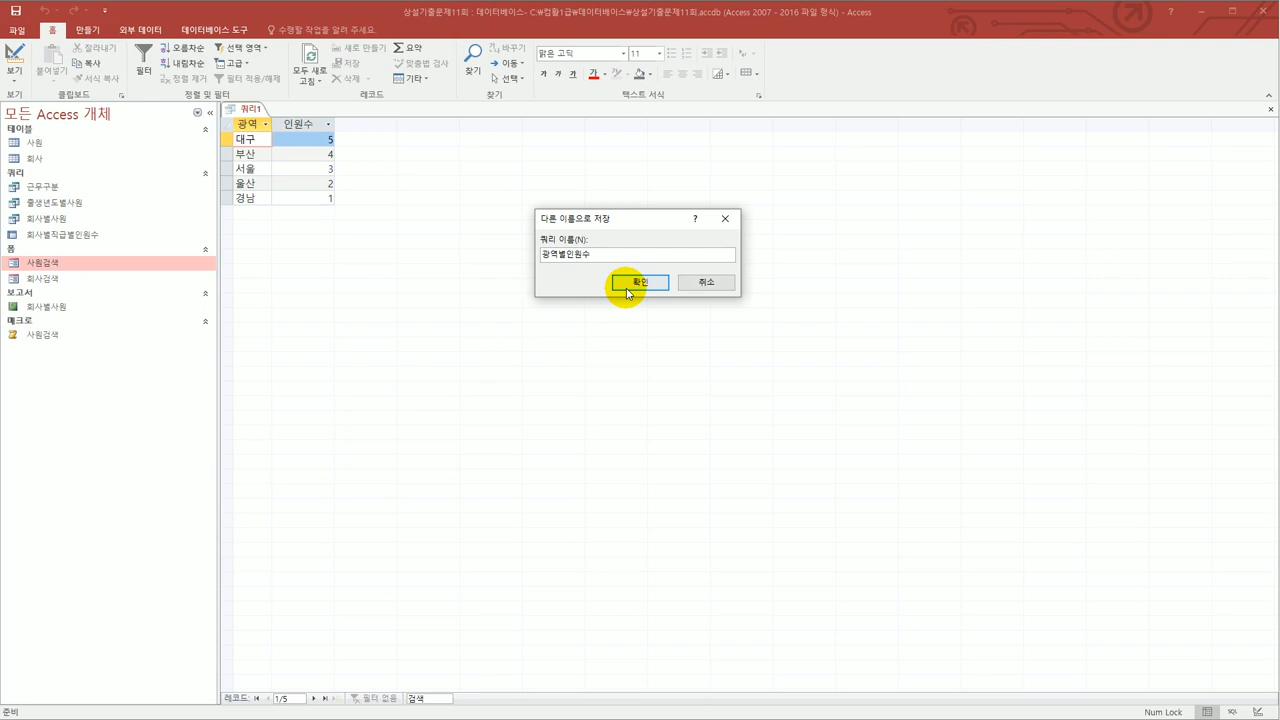 상설기출문제11회 : 데이터베이스- C:₩컴활1급₩데이터베이스₩상설기출문제11회.accdb (Access 2007 - 2016 파일 형식) - Access
파일 홈 만들기 외부 데이터 데이터베이스 도구 수행할 작업을 알려 주세요.
보기
보기
붙여넣기
잘라내기
복사
서식 복사
클립보드
필터
오름차순
내림차순
정렬 제거
선택 영역
고급
필터 적용/해제
정렬 및 필터
모두 새로
고침
새로 만들기
저장
삭제
요약
맞춤법 검사
기타
레코드
찾기
바꾸기
이동
선택
찾기
맑은 고딕 11
가 가 가 가
텍스트 서식
모든 Access 개체
테이블
사원
회사
쿼리
근무구분
출생년도별사원
회사별사원
회사별직급별인원수
폼
사원검색
회사검색
보고서
회사별사원
매크로
사원검색
쿼리1
광역 인원수
대구 5
부산 4
서울 3
울산 2
경남 1
다른 이름으로 저장 ?
쿼리 이름(N):
광역별인원수
확인 취소
레코드: 1/5 필터 없음 검색
준비 Num Lock SQL